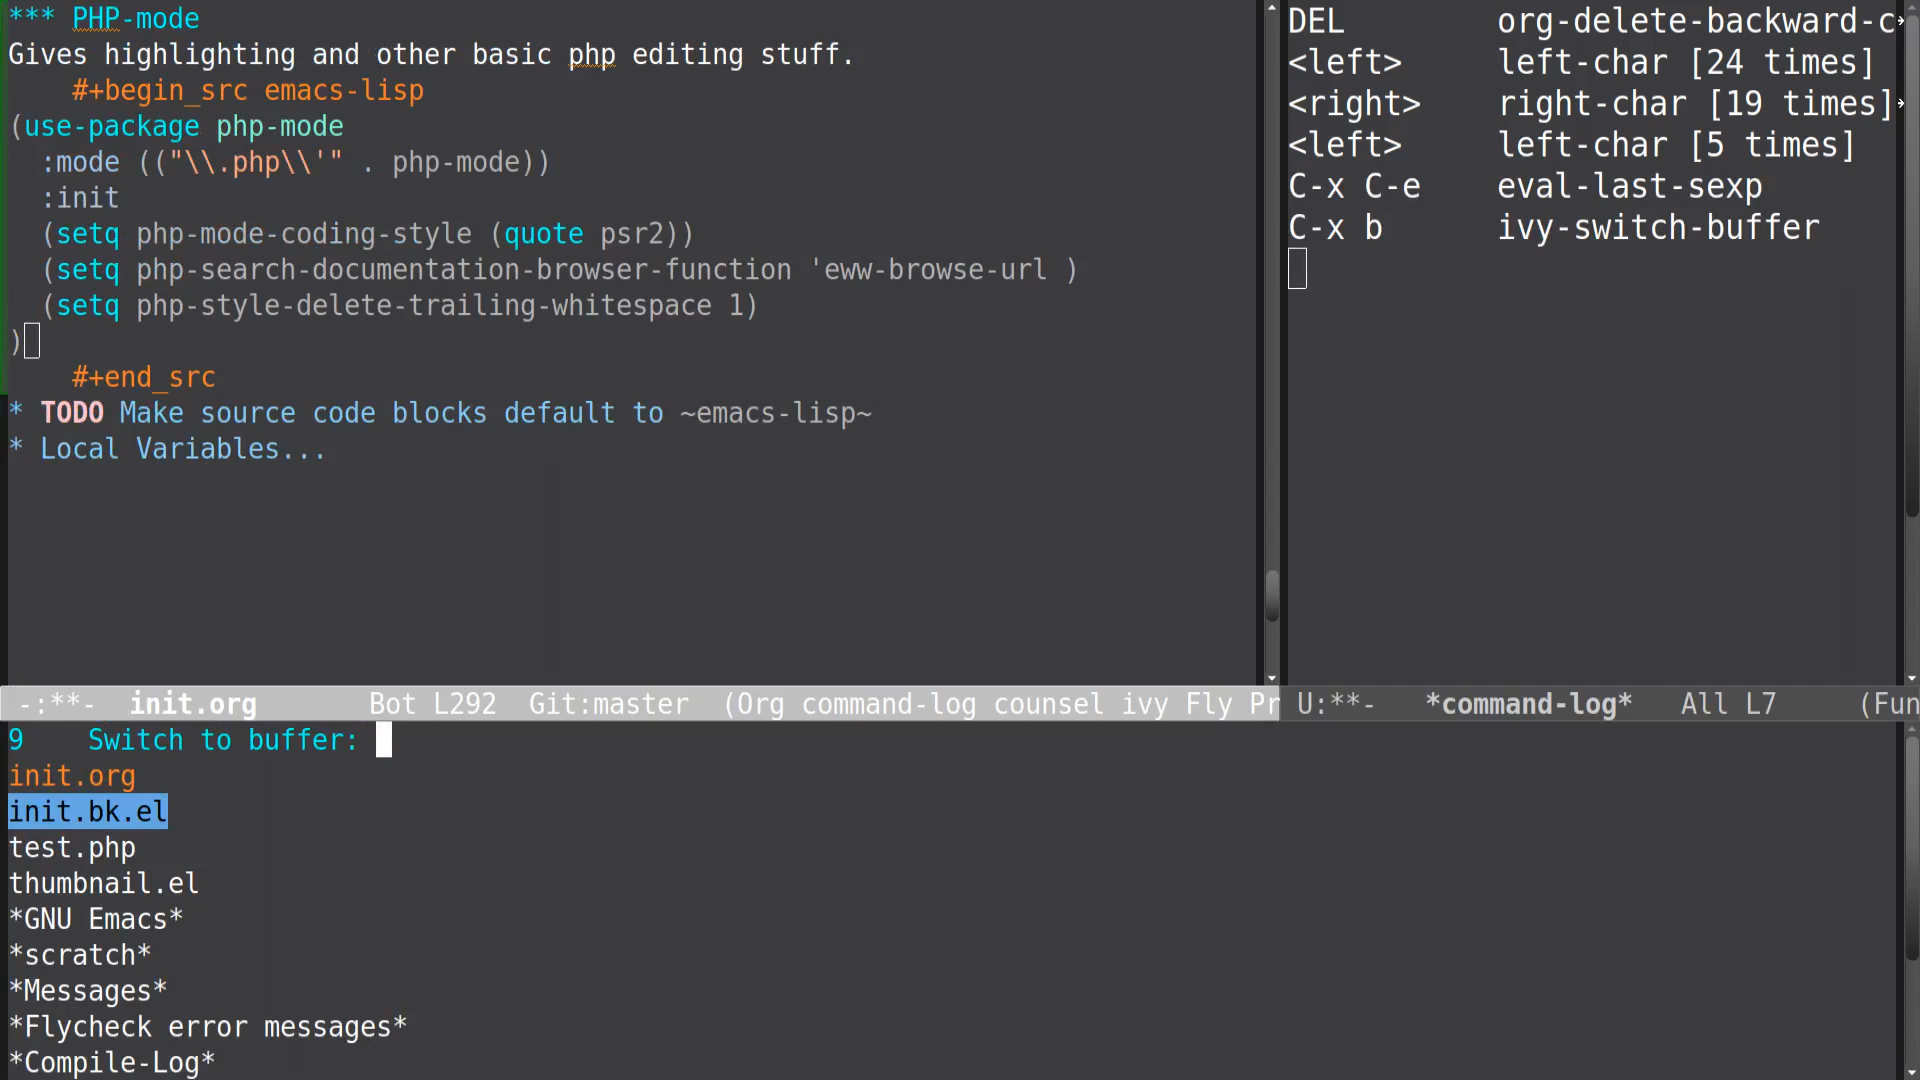 *** PHP-mode
Gives highlighting and other basic php editing stuff.
    #+begin_src emacs-lisp
(use-package php-mode
  :mode (("\\.php\\'" . php-mode))
  :init
  (setq php-mode-coding-style (quote psr2))
  (setq php-search-documentation-browser-function 'eww-browse-url )
  (setq php-style-delete-trailing-whitespace 1)
)
    #+end_src
* TODO Make source code blocks default to ~emacs-lisp~
* Local Variables...
-:**-  init.org       Bot L292  Git:master  (Org command-log counsel ivy Fly Pr
DEL org-delete-backward-c
<left> left-char [24 times]
<right> right-char [19 times]
<left> left-char [5 times]
C-x C-e eval-last-sexp
C-x b ivy-switch-buffer
U:**-  *command-log*  All L7  (Fun
9    Switch to buffer:
init.org
init.bk.el
test.php
thumbnail.el
*GNU Emacs*
*scratch*
*Messages*
*Flycheck error messages*
*Compile-Log*